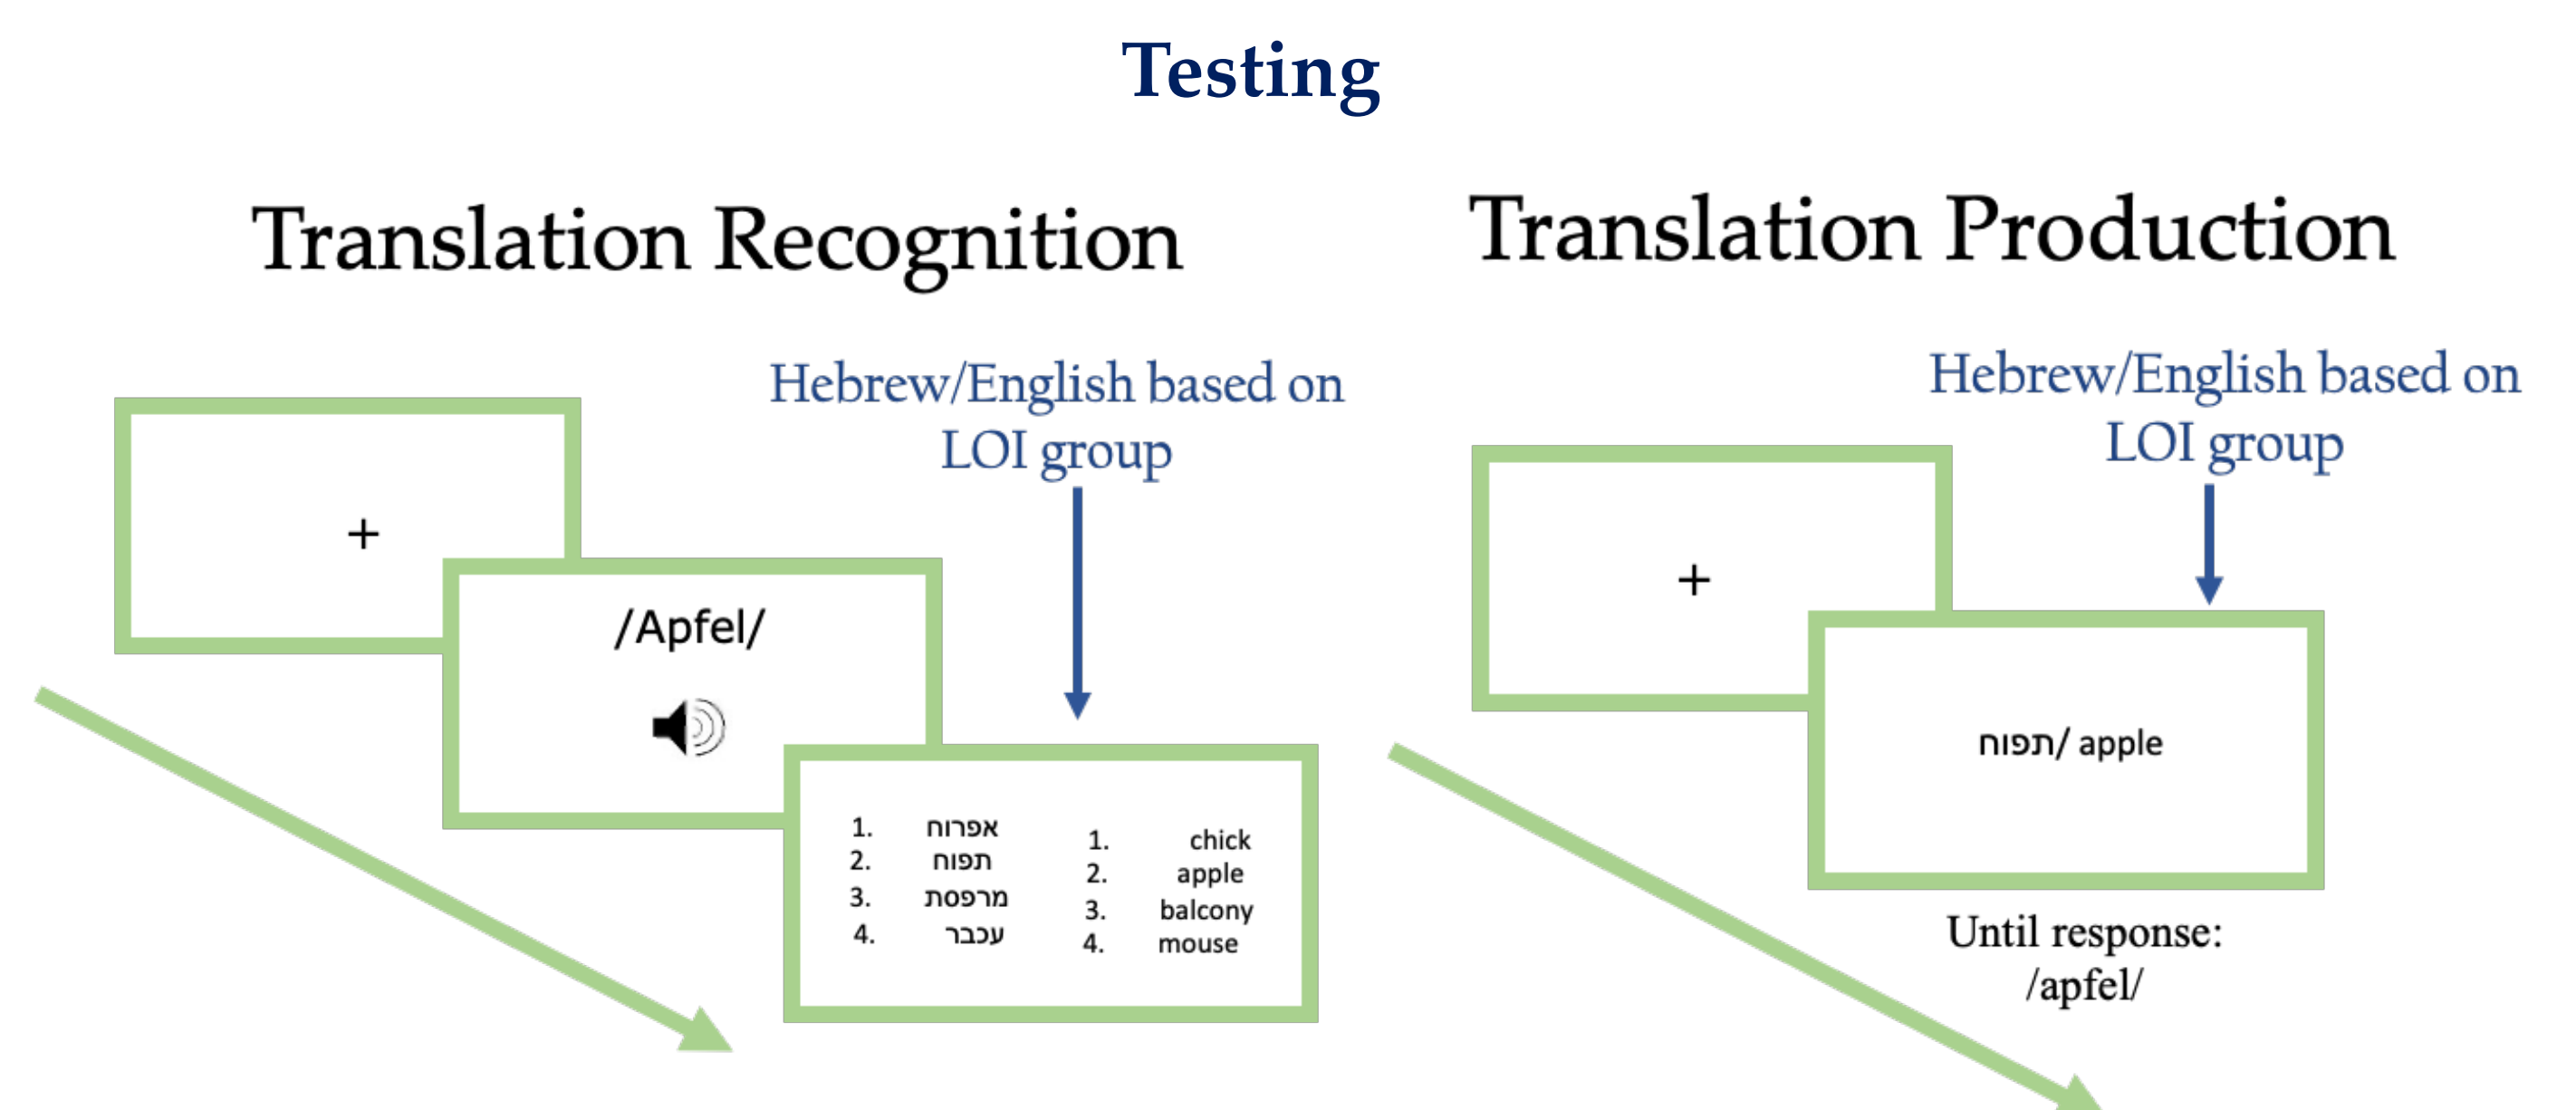 Testing
Translation Recognition
Hebrew/English based on
LOI group
+
/Apfel/
1. אפרוח
2. תפוח
3. מרפסת
4. עכבר
1. chick
2. apple
3. balcony
4. mouse
Translation Production
Hebrew/English based on
LOI group
+
תפוח/ apple
Until response:
/apfel/